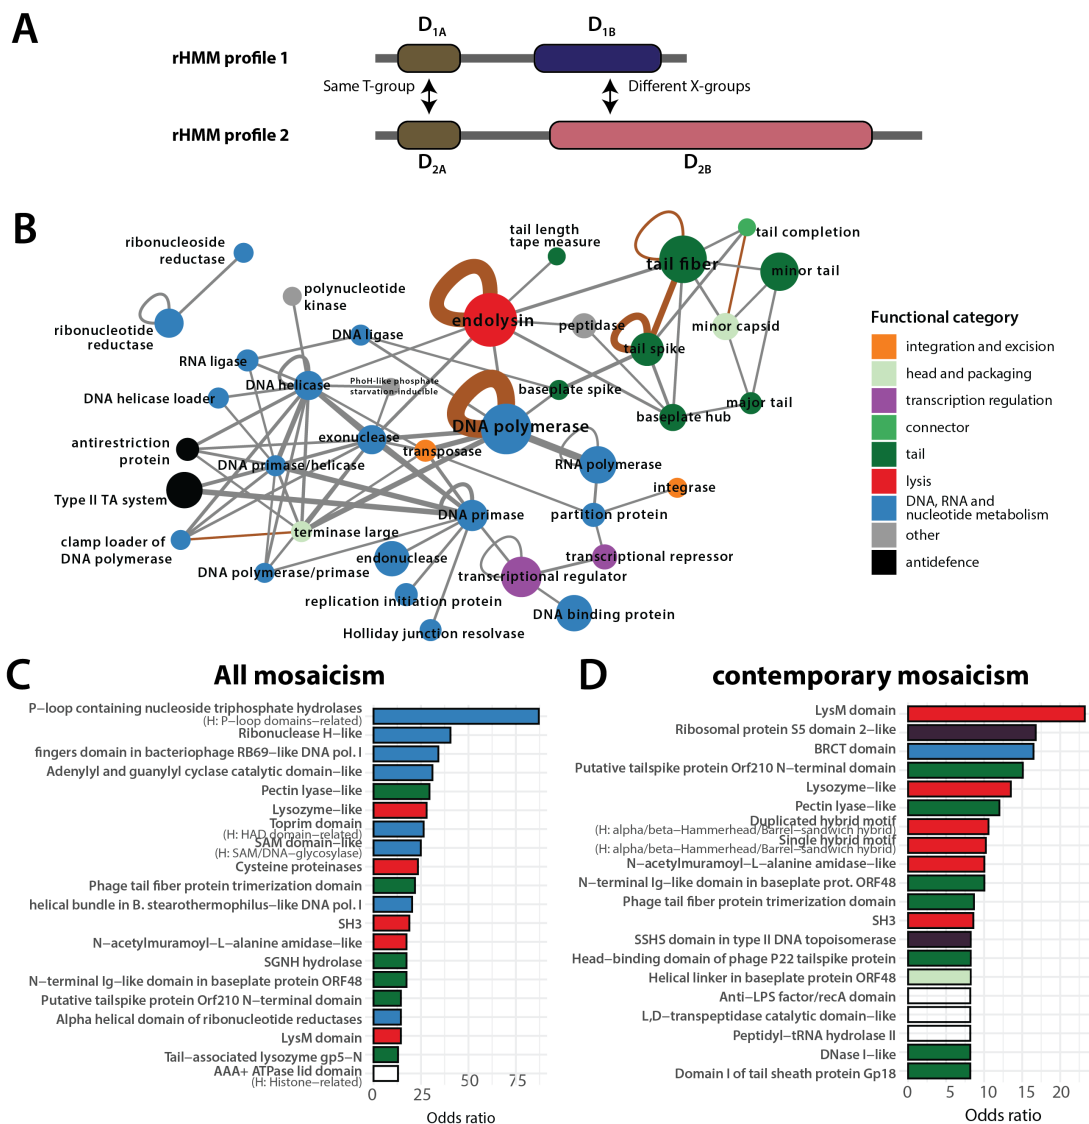 A
D1A
D1B
rHMM profile 1
Same T-group
Different X-groups
rHMM profile 2
D2A
D2B
B
ribonucleoside
reductase
tail length
tape measure
tail completion
tail fiber
minor tail
polynucleotide
kinase
ribonucleotide
reductase
DNA ligase
endolysin
peptidase
minor capsid
RNA ligase
tail spike
DNA helicase
PhoH-like phosphate
starvation-inducible
baseplate spike
DNA helicase loader
major tail
baseplate hub
exonuclease
DNA polymerase
antirestriction
protein
transposase
DNA primase/helicase
RNA polymerase
Type II TA system
integrase
DNA primase
partition protein
terminase large
clamp loader of
DNA polymerase
endonuclease
transcriptional repressor
DNA polymerase/primase
transcriptional regulator
replication initiation protein
DNA binding protein
Holliday junction resolvase
Functional category
integration and excision
head and packaging
transcription regulation
connector
tail
lysis
DNA, RNA and
nucleotide metabolism
other
antidefence
C
All mosaicism
P−loop containing nucleoside triphosphate hydrolases
(H: P−loop domains−related)
Ribonuclease H−like
fingers domain in bacteriophage RB69−like DNA pol. I
Adenylyl and guanylyl cyclase catalytic domain−like
Pectin lyase−like
Lysozyme−like
Toprim domain
(H: HAD domain−related)
SAM domain−like
(H: SAM/DNA−glycosylase)
Cysteine proteinases
Phage tail fiber protein trimerization domain
helical bundle in B. stearothermophilus−like DNA pol. I
SH3
N−acetylmuramoyl−L−alanine amidase−like
SGNH hydrolase
N−terminal Ig−like domain in baseplate protein ORF48
Putative tailspike protein Orf210 N−terminal domain
Alpha helical domain of ribonucleotide reductases
LysM domain
Tail−associated lysozyme gp5−N
AAA+ ATPase lid domain
(H: Histone−related)
0
25
50
75
Odds ratio
D
contemporary mosaicism
LysM domain
Ribosomal protein S5 domain 2−like
BRCT domain
Putative tailspike protein Orf210 N−terminal domain
Lysozyme−like
Pectin lyase−like
Duplicated hybrid motif
(H: alpha/beta−Hammerhead/Barrel−sandwich hybrid)
Single hybrid motif
(H: alpha/beta−Hammerhead/Barrel−sandwich hybrid)
N−acetylmuramoyl−L−alanine amidase−like
N−terminal Ig−like domain in baseplate prot. ORF48
Phage tail fiber protein trimerization domain
SH3
SSHS domain in type II DNA topoisomerase
Head−binding domain of phage P22 tailspike protein
Helical linker in baseplate protein ORF48
Anti−LPS factor/recA domain
L,D−transpeptidase catalytic domain−like
Peptidyl−tRNA hydrolase II
DNase I−like
Domain I of tail sheath protein Gp18
0
5
10
15
20
Odds ratio